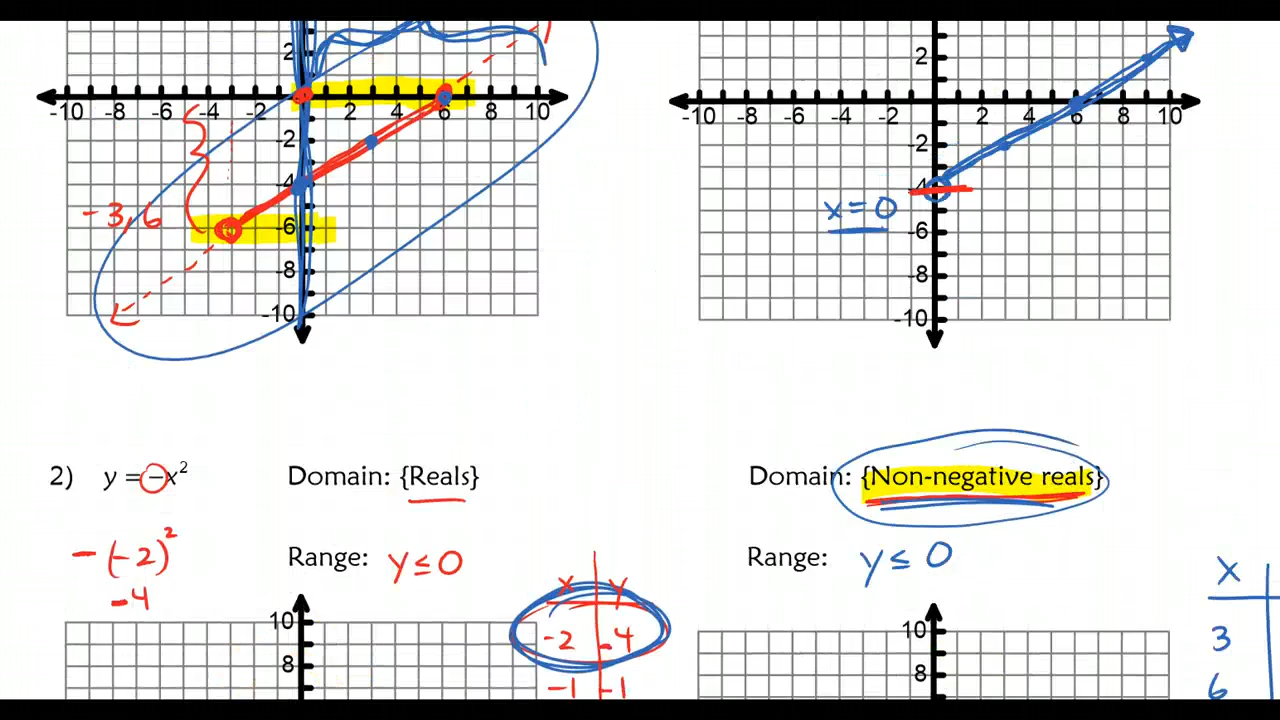 2
2
-10 -8 -6 -4 -2 2 4 6 8 10
-10 -8 -6 -4 -2 2 4 6 8 10
-2
-2
-4
-4
-3, 6
x = 0
-6
-6
-8
-8
-10
-10
2) y = -x² Domain: {Reals}
Domain: {Non-negative reals}
-(-2)²
-4
Range: y ≤ 0
Range: y ≤ 0
x y
-2 -4
-1 -1
x
3
6
10
8
10
8